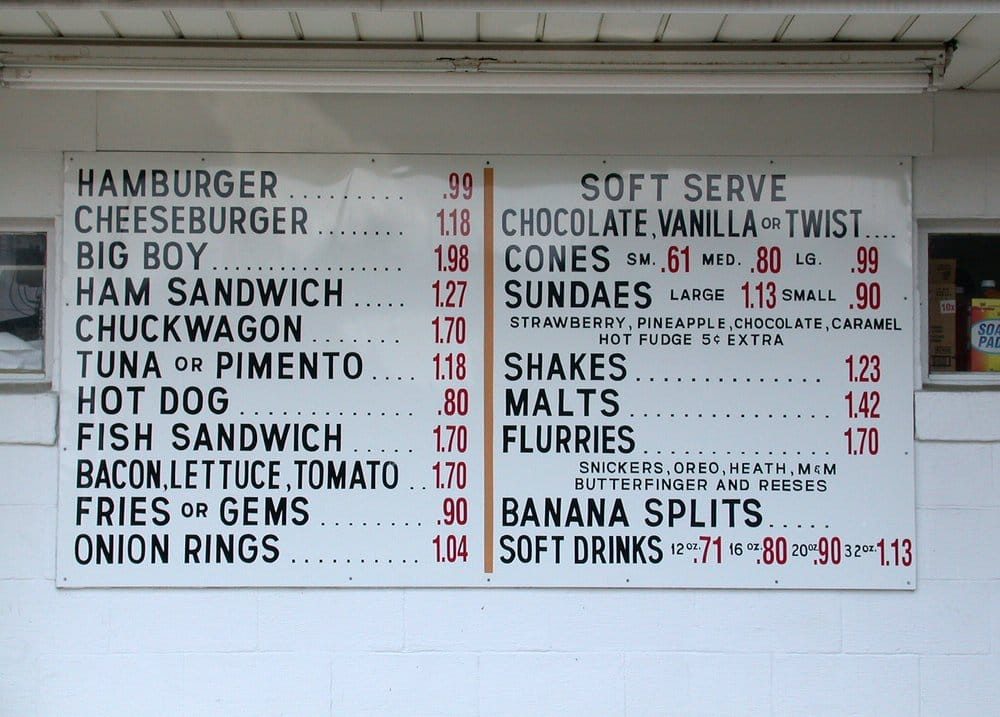 HAMBURGER .......... .99
CHEESEBURGER ....... 1.18
BIG BOY ............... 1.98
HAM SANDWICH ..... 1.27
CHUCKWAGON ........ 1.70
TUNA OR PIMENTO .... 1.18
HOT DOG ............. .80
FISH SANDWICH ..... 1.70
BACON, LETTUCE, TOMATO .. 1.70
FRIES OR GEMS ......... .90
ONION RINGS .......... 1.04
SOFT SERVE
CHOCOLATE, VANILLA OR TWIST ....
CONES SM. .61 MED. .80 LG. .99
SUNDAES LARGE 1.13 SMALL .90
STRAWBERRY, PINEAPPLE, CHOCOLATE, CARAMEL
HOT FUDGE 5¢ EXTRA
SHAKES .............. 1.23
MALTS .............. 1.42
FLURRIES ............. 1.70
SNICKERS, OREO, HEATH, M&M
BUTTERFINGER AND REESES
BANANA SPLITS .....
SOFT DRINKS 12oz. .71 16oz. .80 20oz. .90 32oz. 1.13
10x
SOA
PAD